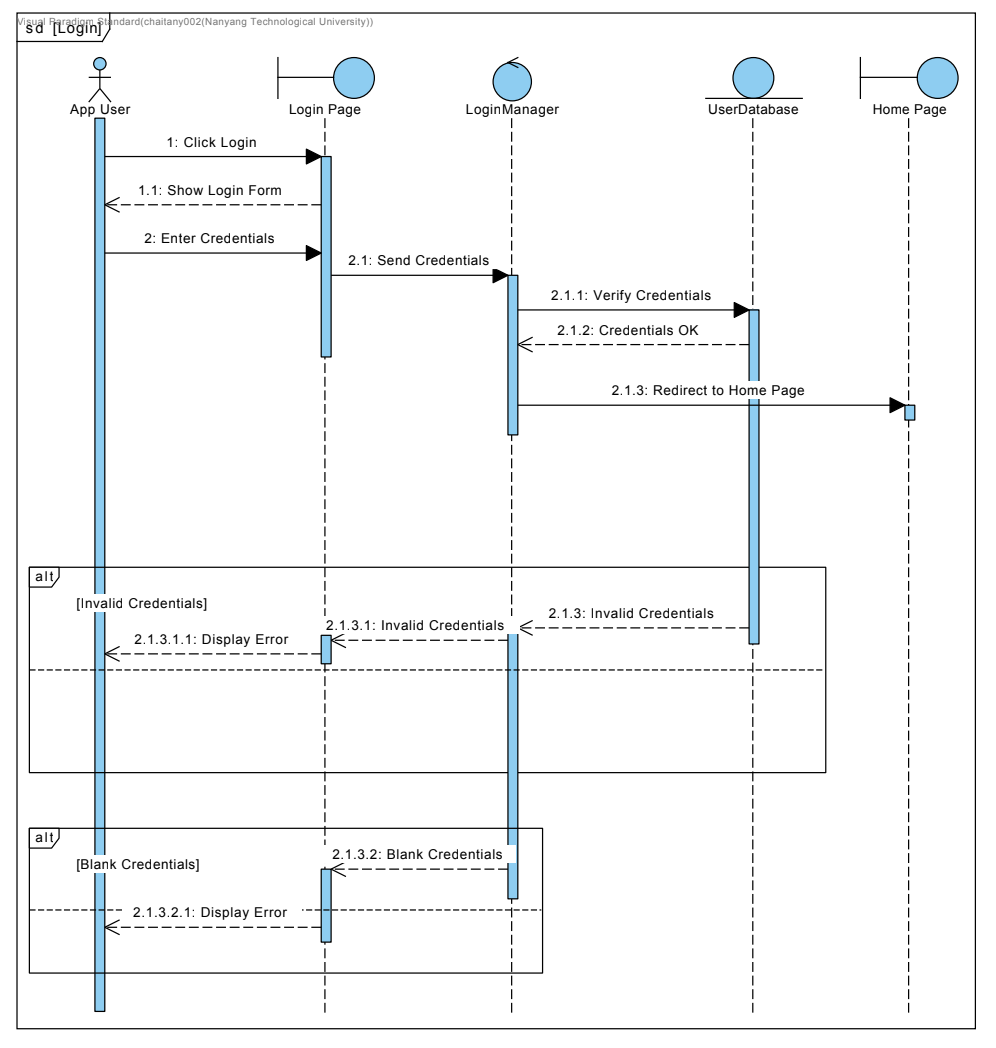 Visual Paradigm Standard(chaitany002(Nanyang Technological University))
sd [Login]
App User
Login Page
LoginManager
UserDatabase
Home Page
1: Click Login
1.1: Show Login Form
2: Enter Credentials
2.1: Send Credentials
2.1.1: Verify Credentials
2.1.2: Credentials OK
2.1.3: Redirect to Home Page
alt
[Invalid Credentials]
2.1.3: Invalid Credentials
2.1.3.1: Invalid Credentials
2.1.3.1.1: Display Error
alt
[Blank Credentials]
2.1.3.2: Blank Credentials
2.1.3.2.1: Display Error